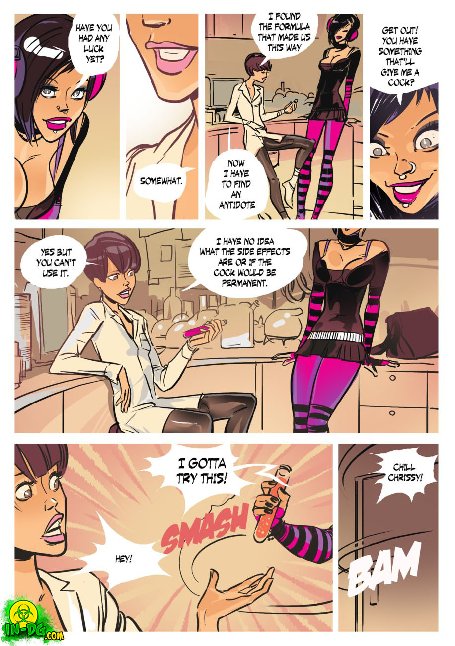 HAVE YOU
HAD ANY
LUCK
YET?
SOMEWHAT.
I FOUND
THE FORMULA
THAT MADE US
THIS WAY
NOW
I HAVE
TO FIND
AN
ANTIDOTE
GET OUT!
YOU HAVE
SOMETHING
THAT'LL
GIVE ME A
COCK?
YES BUT
YOU CAN'T
USE IT.
I HAVE NO IDEA
WHAT THE SIDE EFFECTS
ARE OR IF THE
COCK WOULD BE
PERMANENT.
I GOTTA
TRY THIS!
SMASH
HEY!
CHILL
CHRISSY!
BAM
IN-DG.com